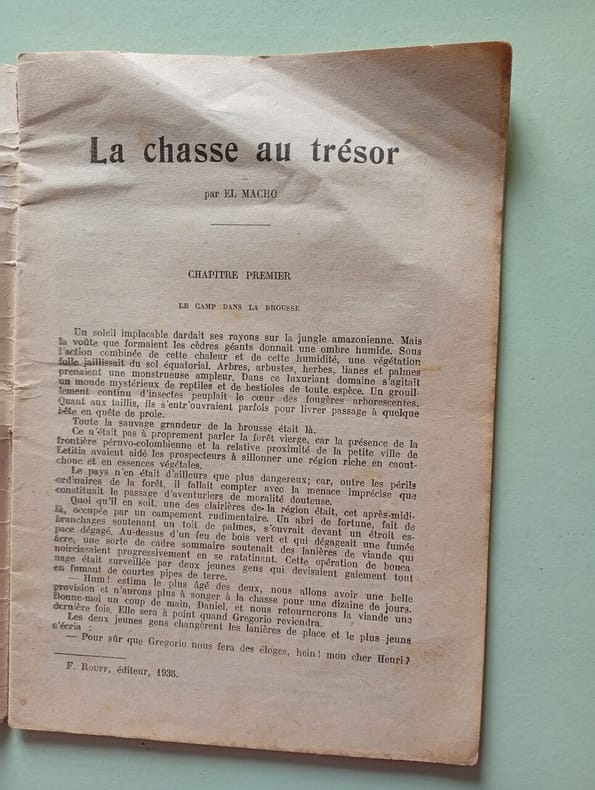 La chasse au trésor
par EL MACHO
CHAPITRE PREMIER
LE CAMP DANS LA BROUSSE
Un soleil implacable dardait ses rayons sur la jungle amazonienne. Mais
la voûte que formaient les cèdres géants donnait une ombre humide. Sous
l'action combinée de cette chaleur et de cette humidité, une végétation
folle jaillissait du sol équatorial. Arbres, arbustes, herbes, lianes et palmes
prenaient une monstrueuse ampleur. Dans ce luxuriant domaine s'agitait
un monde mystérieux de reptiles et de bestioles de toute espèce. Un grouil-
lement continu d'insectes peuplait le cœur des fougères arborescentes.
Quant aux taillis, ils s'entr'ouvraient parfois pour livrer passage à quelque
bête en quête de proie.
Toute la sauvage grandeur de la brousse était là.
Ce n'était pas à proprement parler la forêt vierge, car la présence de la
frontière péruvo-colombienne et la relative proximité de la petite ville de
Letitia avaient aidé les prospecteurs à sillonner une région riche en caout-
chouc et en essences végétales.
Le pays n'en était d'ailleurs que plus dangereux; car, outre les périls
ordinaires de la forêt, il fallait compter avec la menace imprécise que
constituait le passage d'aventuriers de moralité douteuse.
Quoi qu'il en soit, une des clairières de la région était, cet après-midi-
là, occupée par un campement rudimentaire. Un abri de fortune, fait de
branchages soutenant un toit de palmes, s'ouvrait devant un étroit es-
pace dégagé. Au-dessus d'un feu de bois vert et qui dégageait une fumée
âcre, une sorte de cadre sommaire soutenait des lanières de viande qui
noircissaient progressivement en se ratatinant. Cette opération de bouca
nage était surveillée par deux jeunes gens qui devisaient gaiement tout
en fumant de courtes pipes de terre.
— Hum! estima le plus âgé des deux, nous allons avoir une belle
provision et n'aurons plus à songer à la chasse pour une dizaine de jours.
Donne-moi un coup de main, Daniel, et nous retournerons la viande une
dernière fois. Elle sera à point quand Gregorio reviendra.
Les deux jeunes gens changèrent les lanières de place et le plus jeune
s'écria :
— Pour sûr que Gregorio nous fera des éloges, hein! mon cher Henri?
F. ROUFF, éditeur, 1935.